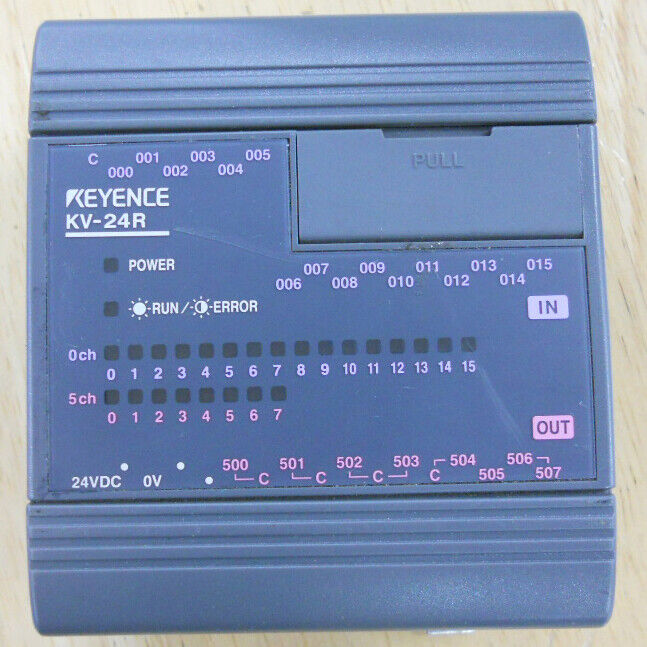 C 001 003 005
000 002 004
PULL
KEYENCE
KV-24R
POWER
007 009 011 013 015
006 008 010 012 014
RUN / ERROR
IN
0ch
0 1 2 3 4 5 6 7 8 9 10 11 12 13 14 15
5ch
0 1 2 3 4 5 6 7
OUT
500 501 502 503 504 506
24VDC 0V C C C C 505 507